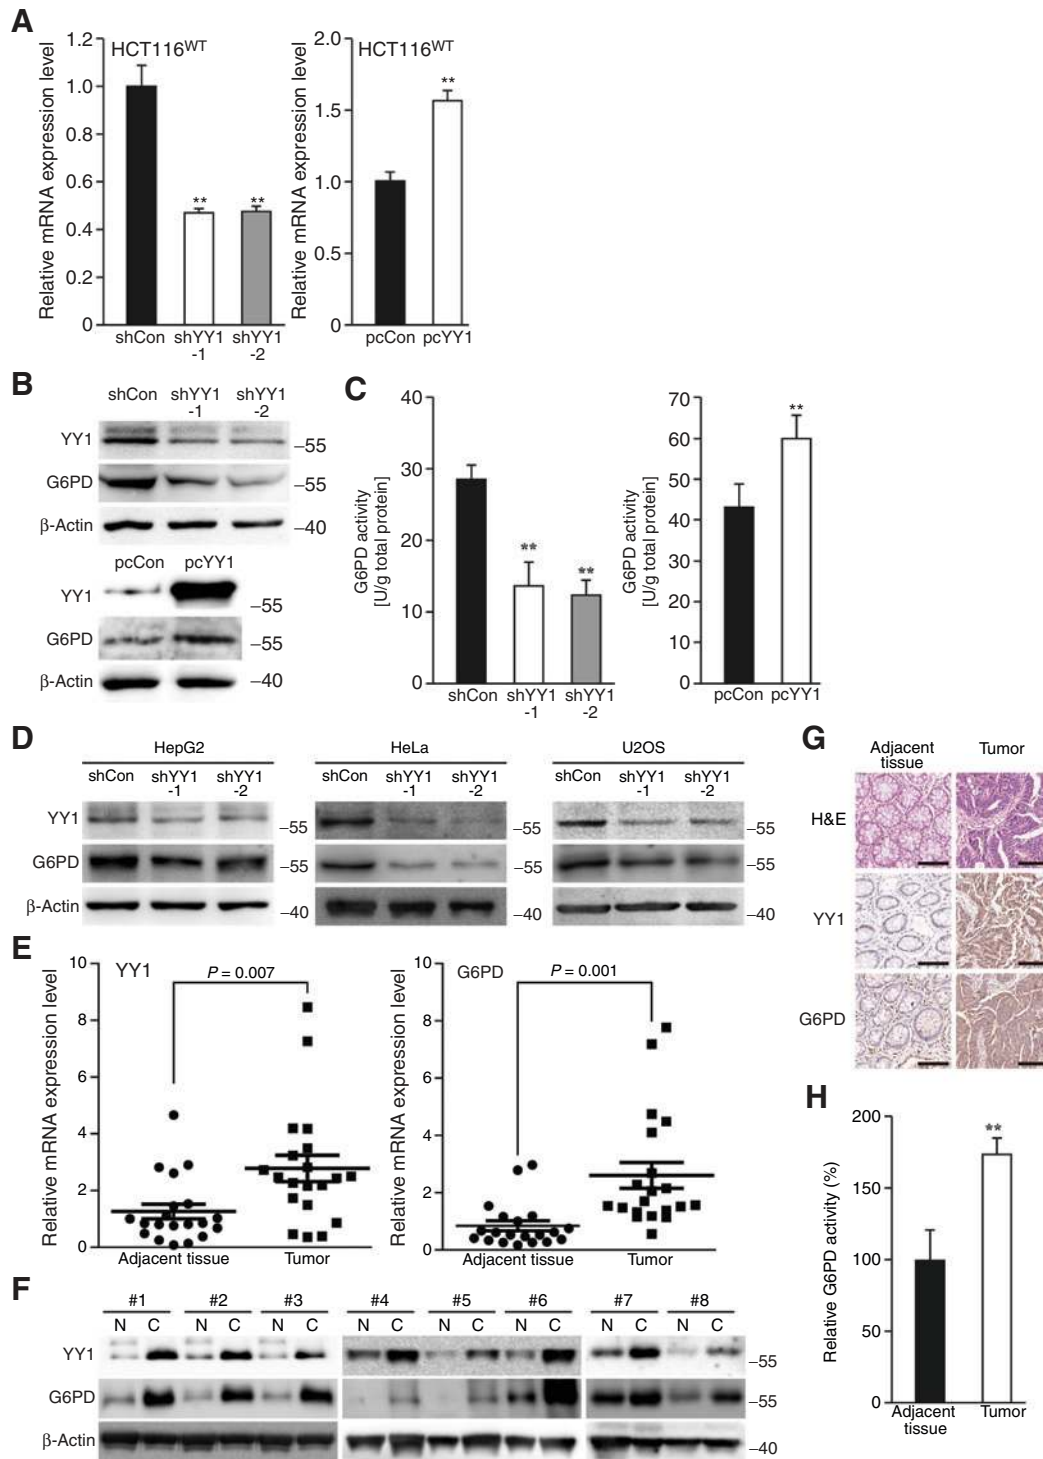 A
HCT116WT
Relative mRNA expression level
1.2
1.0
0.8
0.6
0.4
0.2
0
**
**
shCon shYY1 shYY1
-1 -2
HCT116WT
Relative mRNA expression level
2.0
1.5
1.0
0.5
0
**
pcCon pcYY1
B
shCon shYY1 shYY1
-1 -2
YY1 –55
G6PD –55
β-Actin –40
pcCon pcYY1
YY1 –55
G6PD –55
β-Actin –40
C
G6PD activity
[U/g total protein]
40
30
20
10
0
**
**
shCon shYY1 shYY1
-1 -2
G6PD activity
[U/g total protein]
70
60
50
40
30
20
10
0
**
pcCon pcYY1
D
HepG2 HeLa U2OS
shCon shYY1 shYY1 shCon shYY1 shYY1 shCon shYY1 shYY1
-1 -2 -1 -2 -1 -2
YY1 –55 –55 –55
G6PD –55 –55 –55
β-Actin –40 –40 –40
E
YY1
P = 0.007
Relative mRNA expression level
10
8
6
4
2
0
Adjacent tissue Tumor
G6PD
P = 0.001
Relative mRNA expression level
10
8
6
4
2
0
Adjacent tissue Tumor
F
#1 #2 #3 #4 #5 #6 #7 #8
N C N C N C N C N C N C N C N C
YY1 –55
G6PD –55
β-Actin –40
G
Adjacent Tumor
tissue
H&E
YY1
G6PD
H
Relative G6PD activity (%)
200
150
100
50
0
**
Adjacent Tumor
tissue